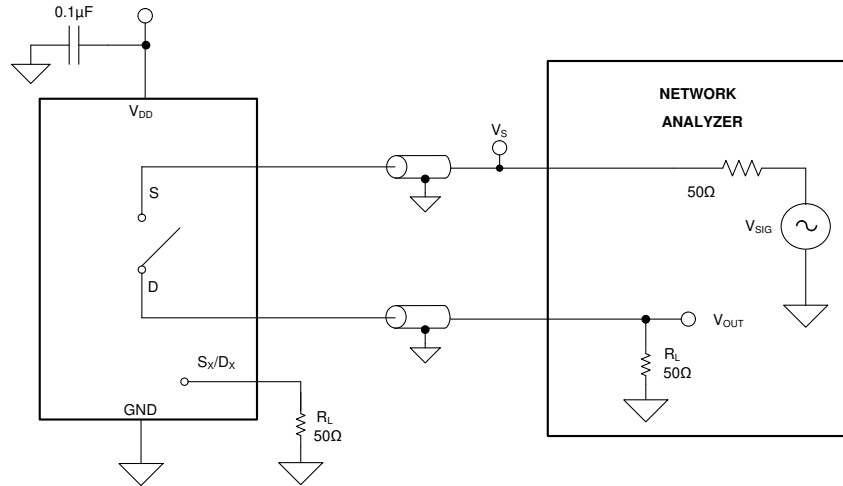 0.1µF
V_DD
S
D
S_X/D_X
GND
R_L
50Ω
V_S
NETWORK
ANALYZER
50Ω
V_SIG
V_OUT
R_L
50Ω